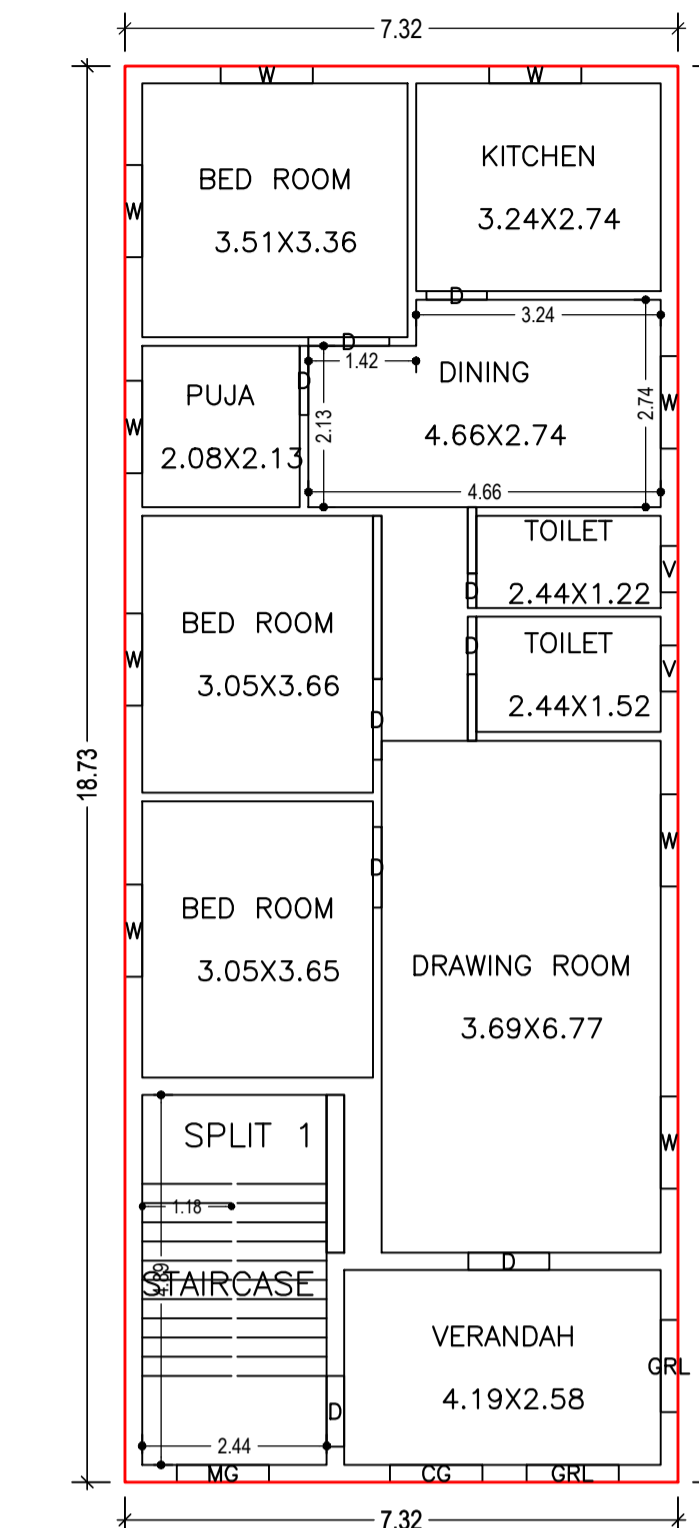 7.32
W
W
BED ROOM
3.51X3.36
KITCHEN
3.24X2.74
W
D
D
3.24
1.42
DINING
4.66X2.74
2.13
2.74
4.66
W
D
PUJA
2.08X2.13
W
TOILET
2.44X1.22
D
V
TOILET
2.44X1.52
D
V
BED ROOM
3.05X3.66
W
D
18.73
W
D
BED ROOM
3.05X3.65
W
DRAWING ROOM
3.69X6.77
W
SPLIT 1
1.18
4.89
STAIRCASE
D
VERANDAH
4.19X2.58
GRL
D
2.44
MG
CG
GRL
7.32